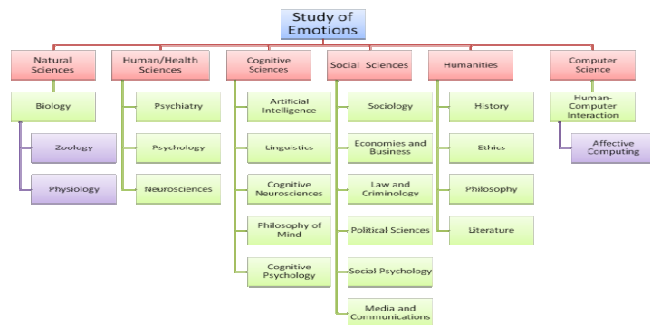 Study of
Emotions
Natural
Sciences
Human/Health
Sciences
Cognitive
Sciences
Social Sciences
Humanities
Computer
Science
Biology
Zoology
Physiology
Psychiatry
Psychology
Neurosciences
Artificial
Intelligence
Linguistics
Cognitive
Neurosciences
Philosophy of
Mind
Cognitive
Psychology
Sociology
Economies and
Business
Law and
Criminology
Political Sciences
Social Psychology
Media and
Communications
History
Ethics
Philosophy
Literature
Human-
Computer
Interaction
Affective
Computing